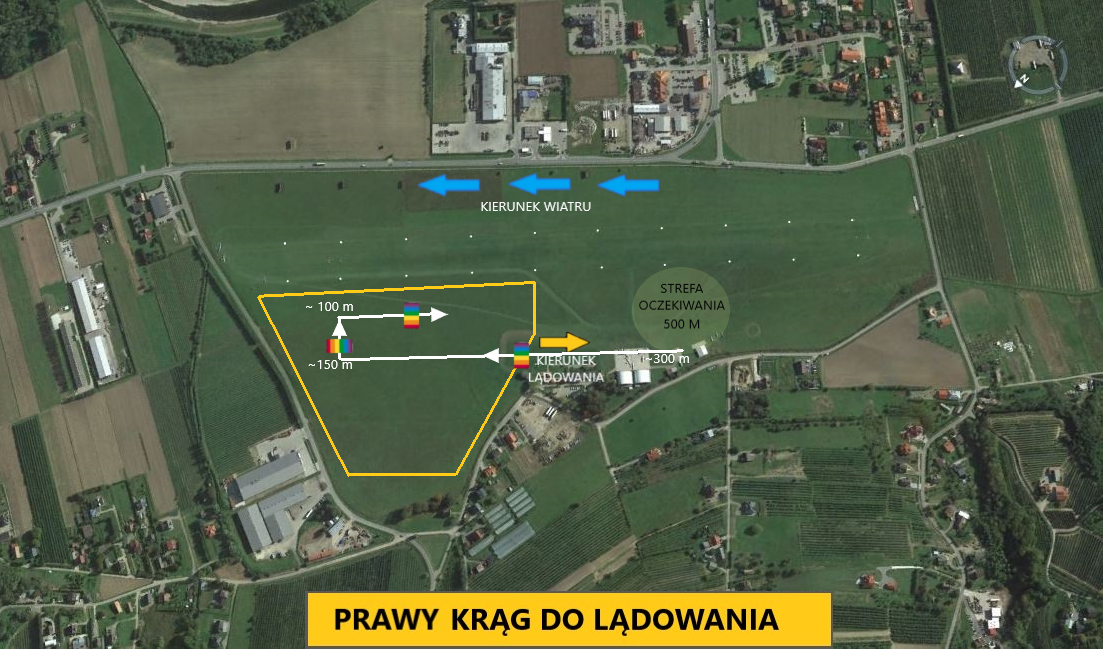 N
KIERUNEK WIATRU
STREFA
OCZEKIWANIA
500 M
~ 100 m
~150 m
KIERUNEK
LĄDOWANIA
~300 m
PRAWY KRĄG DO LĄDOWANIA